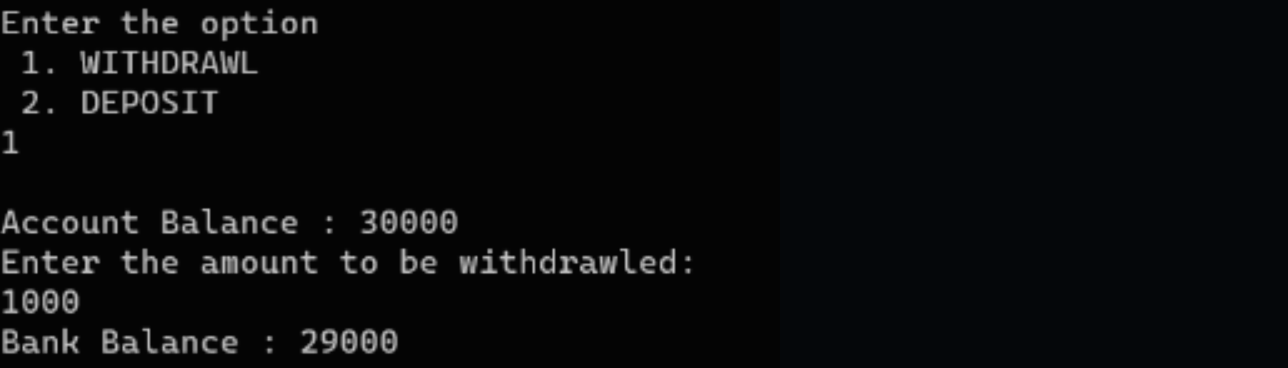 Enter the option
1. WITHDRAWL
2. DEPOSIT
1
Account Balance : 30000
Enter the amount to be withdrawled:
1000
Bank Balance : 29000